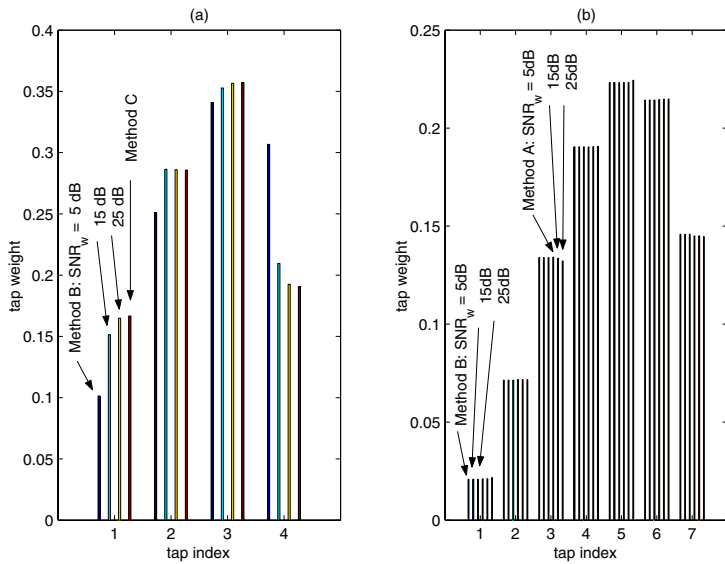 (a)
0.4
0.35
0.3
0.25
0.2
0.15
0.1
0.05
0
tap weight
Method B: SNR_w = 5 dB
15 dB
25 dB
Method C
1 2 3 4
tap index
(b)
0.25
0.2
0.15
0.1
0.05
0
tap weight
Method B: SNR_w = 5dB
15dB
25dB
Method A: SNR_w = 5dB
15dB
25dB
1 2 3 4 5 6 7
tap index